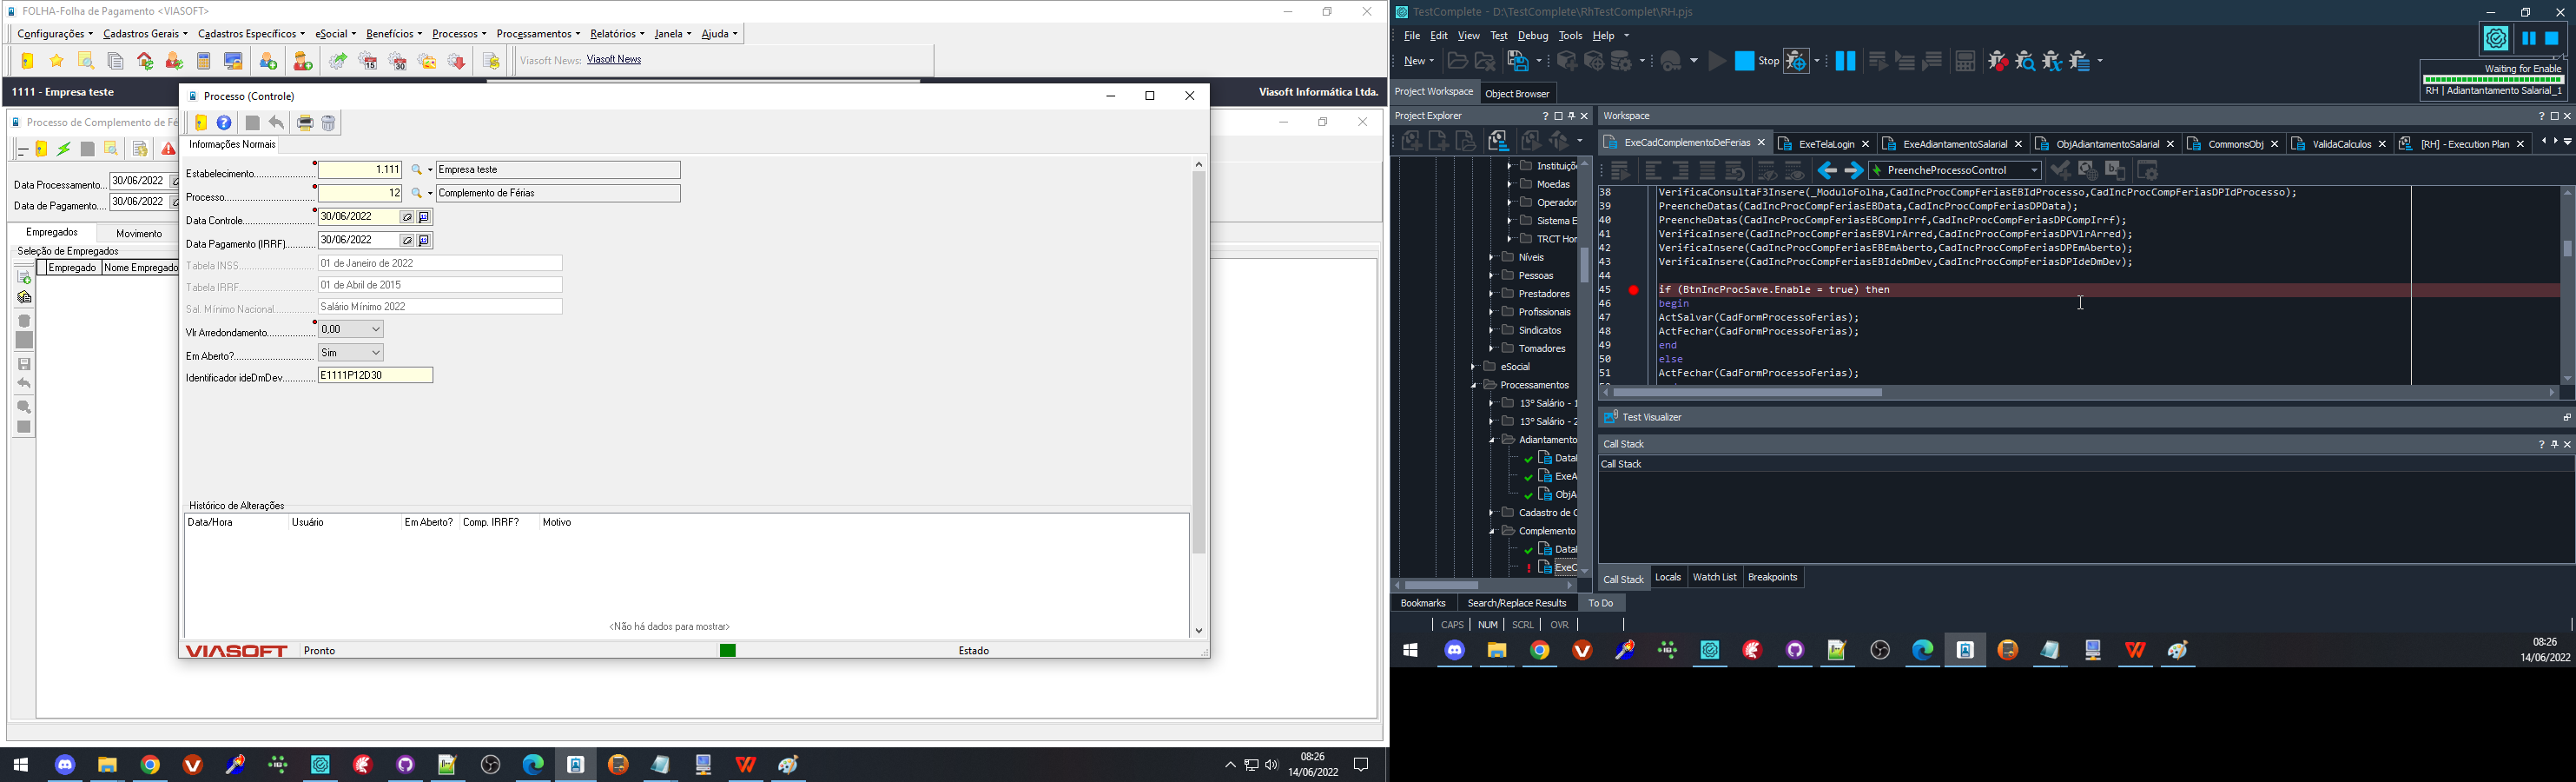 FOLHA-Folha de Pagamento <VIASOFT>
Configurações Cadastros Gerais Cadastros Específicos eSocial Benefícios Processos Processamentos Relatórios Janela Ajuda
15 30 Viasoft News: Viasoft News
1111 - Empresa teste
Viasoft Informática Ltda.
Processo de Complemento de Fé
Data Processamento... 30/06/2022
Data de Pagamento.... 30/06/2022
Empregados Movimento
Seleção de Empregados
Empregado Nome Empregado
Processo (Controle)
Informações Normais
Estabelecimento 1.111 Empresa teste
Processo 12 Complemento de Férias
Data Controle 30/06/2022
Data Pagamento (IRRF) 30/06/2022
Tabela INSS 01 de Janeiro de 2022
Tabela IRRF 01 de Abril de 2015
Sal. Mínimo Nacional Salário Mínimo 2022
Vlr Arredondamento 0,00
Em Aberto? Sim
Identificador ideDmDev E1111P12D30
Histórico de Alterações
Data/Hora Usuário Em Aberto? Comp. IRRF? Motivo
<Não há dados para mostrar>
VIASOFT Pronto Estado
08:26
14/06/2022
TestComplete - D:\TestComplete\RhTestComplet\RH.pjs
File Edit View Test Debug Tools Help
New Stop
Waiting for Enable
RH | Adiantantamento Salarial_1
Project Workspace Object Browser
Project Explorer
Instituiçõ
Moedas
Operador
Sistema E
TRCT Hor
Níveis
Pessoas
Prestadores
Profissionais
Sindicatos
Tomadores
eSocial
Processamentos
13º Salário - 1
13º Salário - 2
Adiantamento
Datal
ExeA
ObjA
Cadastro de C
Complemento
Datal
ExeC
Bookmarks Search/Replace Results To Do
CAPS NUM SCRL OVR
Workspace
ExeCadComplementoDeFerias ExeTelaLogin ExeAdiantamentoSalarial ObjAdiantamentoSalarial CommonsObj ValidaCalculos [RH] - Execution Plan
PreencheProcessoControl
38 VerificaConsultaF3Insere(_ModuloFolha,CadIncProcCompFeriasEBIdProcesso,CadIncProcCompFeriasDPIdProcesso);
39 PreencheDatas(CadIncProcCompFeriasEBData,CadIncProcCompFeriasDPData);
40 PreencheDatas(CadIncProcCompFeriasEBCompIrrf,CadIncProcCompFeriasDPCompIrrf);
41 VerificaInsere(CadIncProcCompFeriasEBVlrArred,CadIncProcCompFeriasDPVlrArred);
42 VerificaInsere(CadIncProcCompFeriasEBEmAberto,CadIncProcCompFeriasDPEmAberto);
43 VerificaInsere(CadIncProcCompFeriasEBIdeDmDev,CadIncProcCompFeriasDPIdeDmDev);
44
45 if (BtnIncProcSave.Enable = true) then
46 begin
47 ActSalvar(CadFormProcessoFerias);
48 ActFechar(CadFormProcessoFerias);
49 end
50 else
51 ActFechar(CadFormProcessoFerias);
Test Visualizer
Call Stack
Call Stack
Call Stack Locals Watch List Breakpoints
08:26
14/06/2022